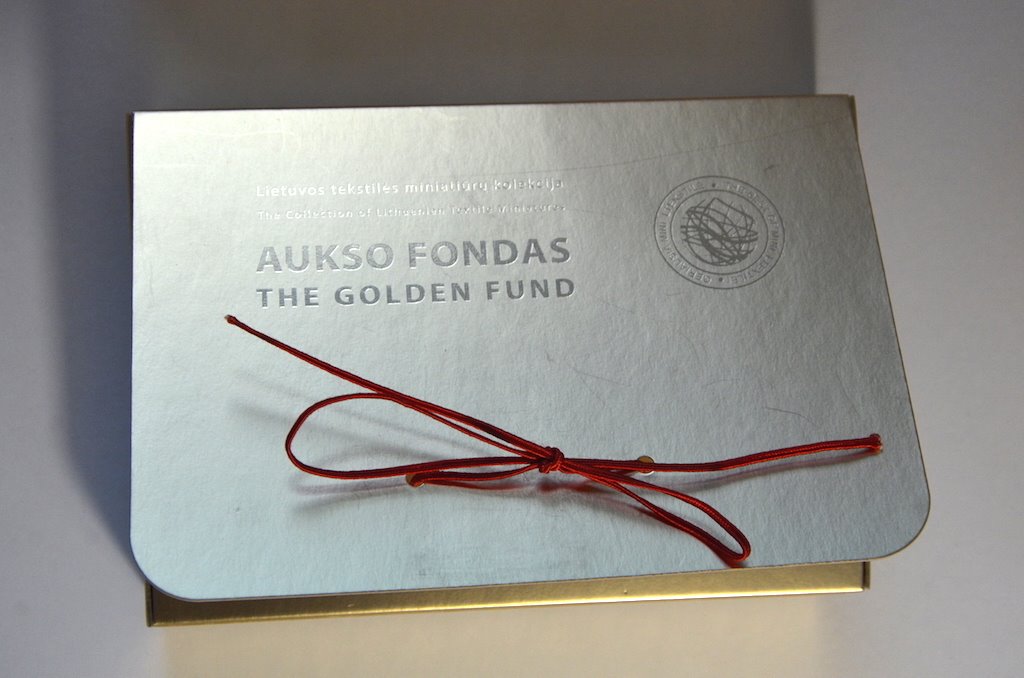 Lietuvos tekstilės miniatiūrų kolekcija
The Collection of Lithuanian Textile Miniatures
AUKSO FONDAS
THE GOLDEN FUND